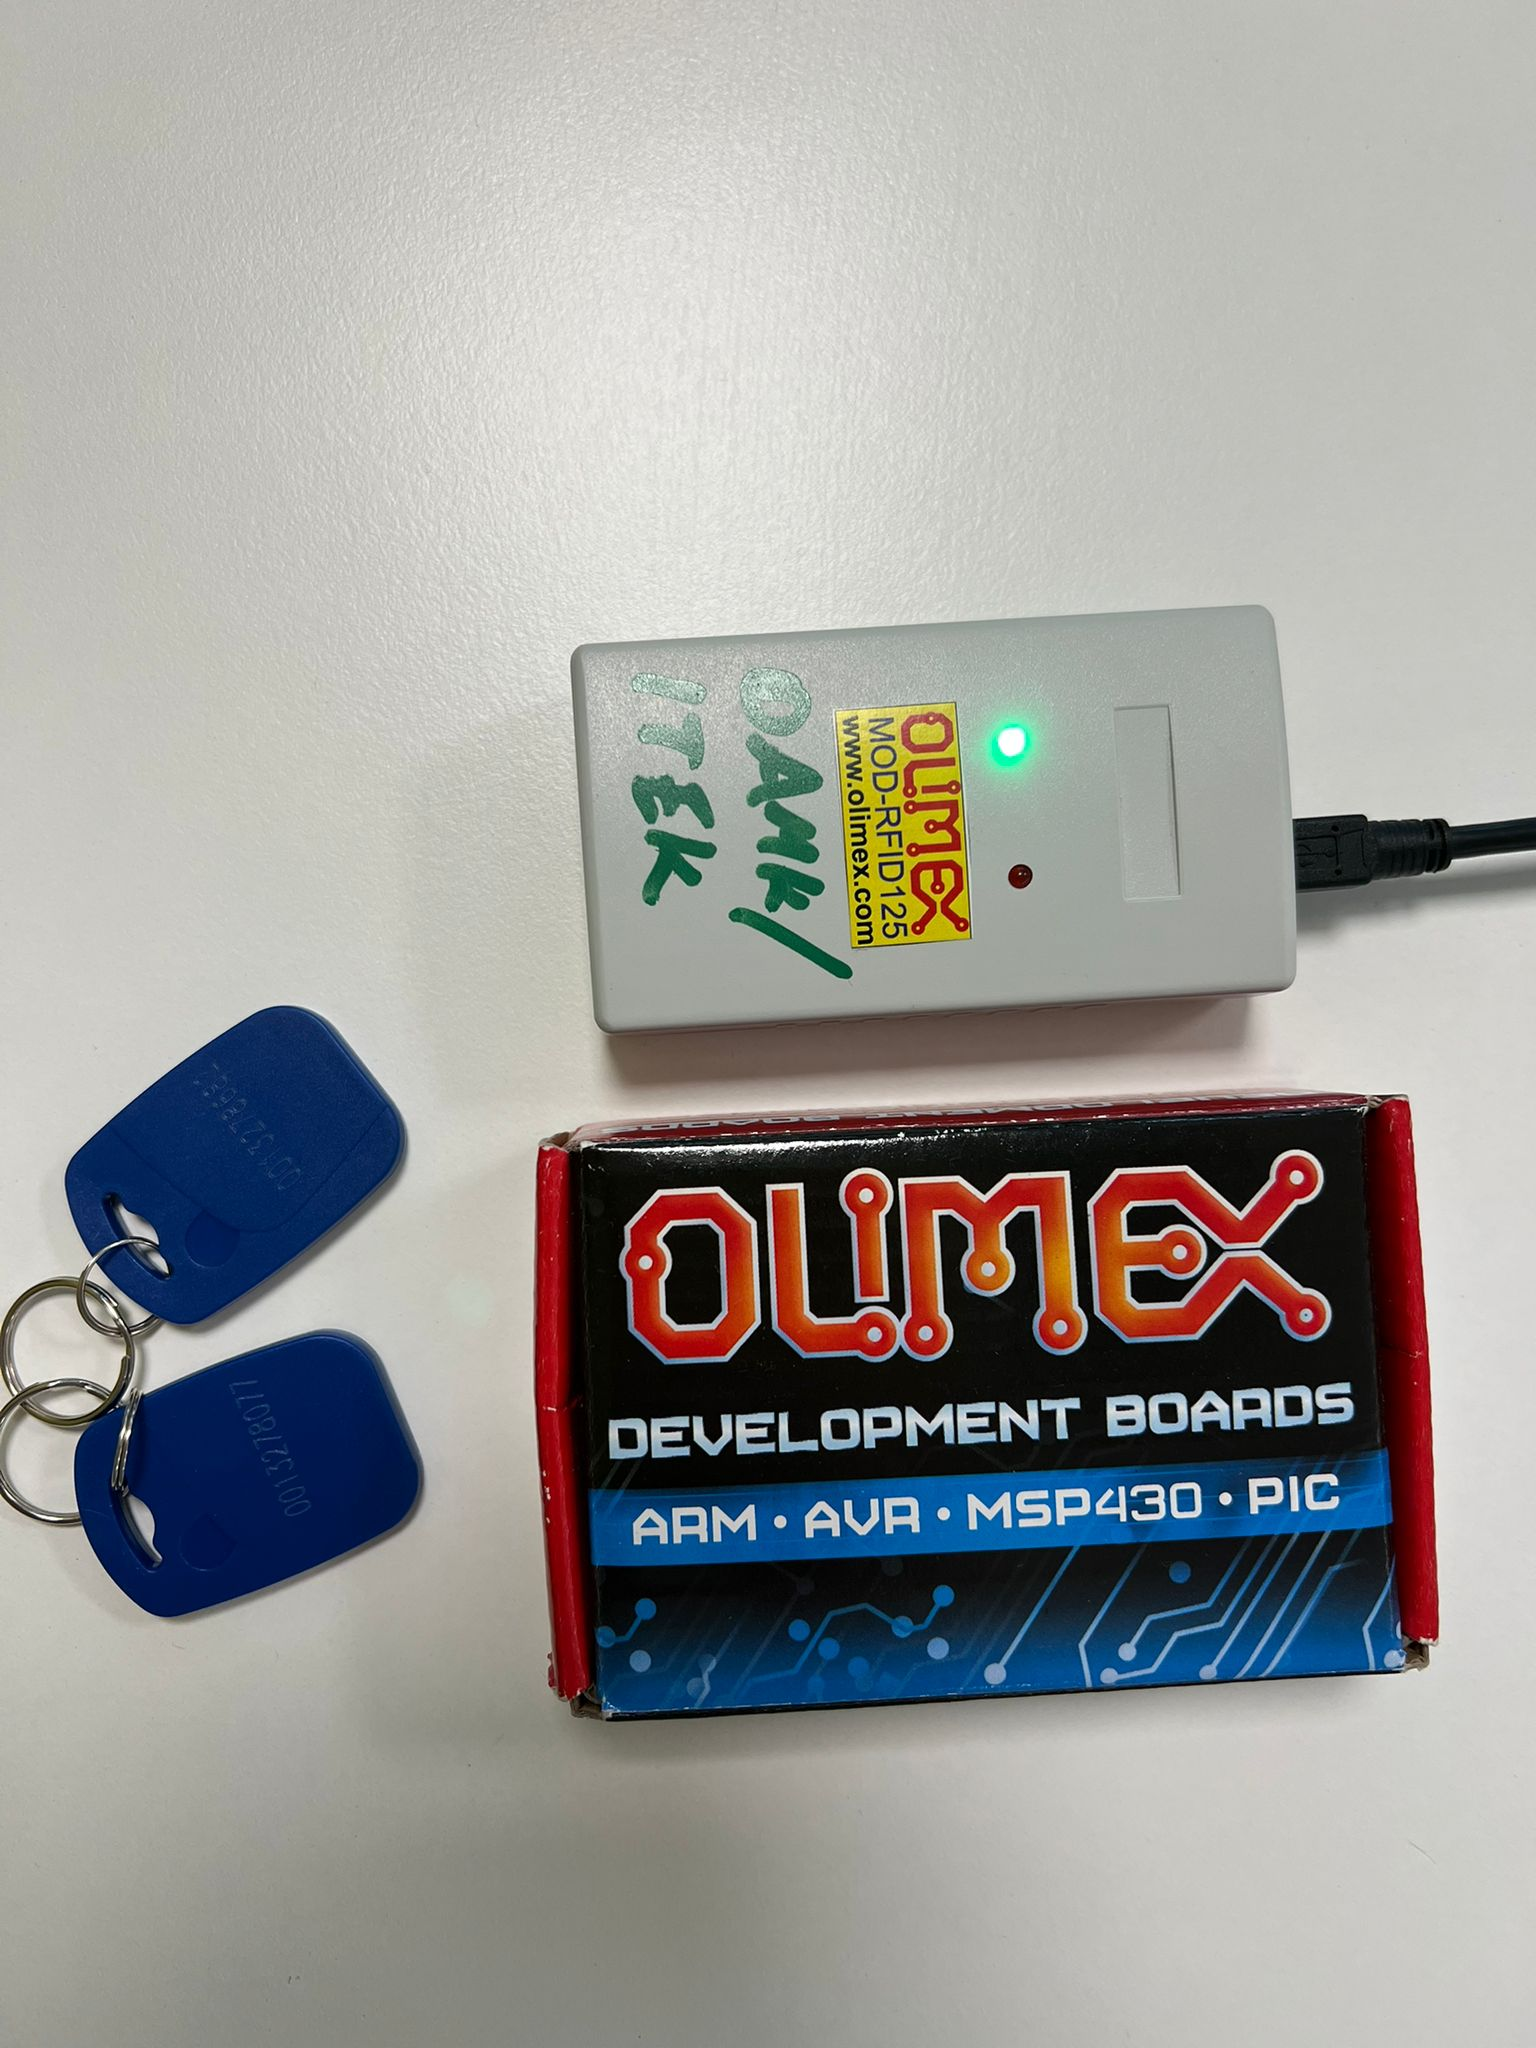 OLIMEX
MOD-RFID125
www.olimex.com
OAMK/
ITEK
0013278077
OLIMEX
DEVELOPMENT BOARDS
ARM • AVR • MSP430 • PIC